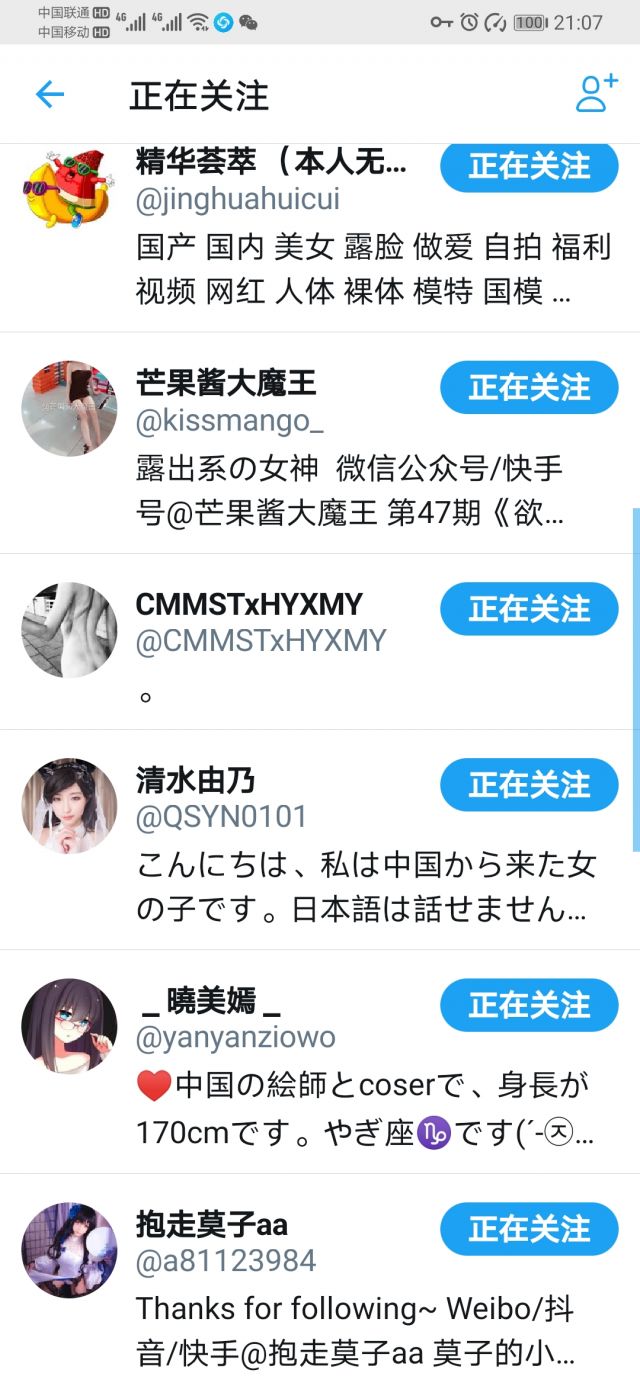 中国联通 HD 4G 4G 100 21:07
中国移动 HD
正在关注
精华荟萃 （本人无... 正在关注
@jinghuahuicui
国产 国内 美女 露脸 做爱 自拍 福利
视频 网红 人体 裸体 模特 国模 ...
芒果酱大魔王 正在关注
@kissmango_
露出系の女神 微信公众号/快手
号@芒果酱大魔王 第47期《欲...
CMMSTxHYXMY 正在关注
@CMMSTxHYXMY
。
清水由乃 正在关注
@QSYN0101
こんにちは、私は中国から来た女
の子です。日本語は話せません...
_ 曉美嫣 _ 正在关注
@yanyanziowo
♥️中国の絵師とcoserで、身長が
170cmです。やぎ座♑です(´-㉨...
抱走莫子aa 正在关注
@a81123984
Thanks for following~ Weibo/抖
音/快手@抱走莫子aa 莫子的小...